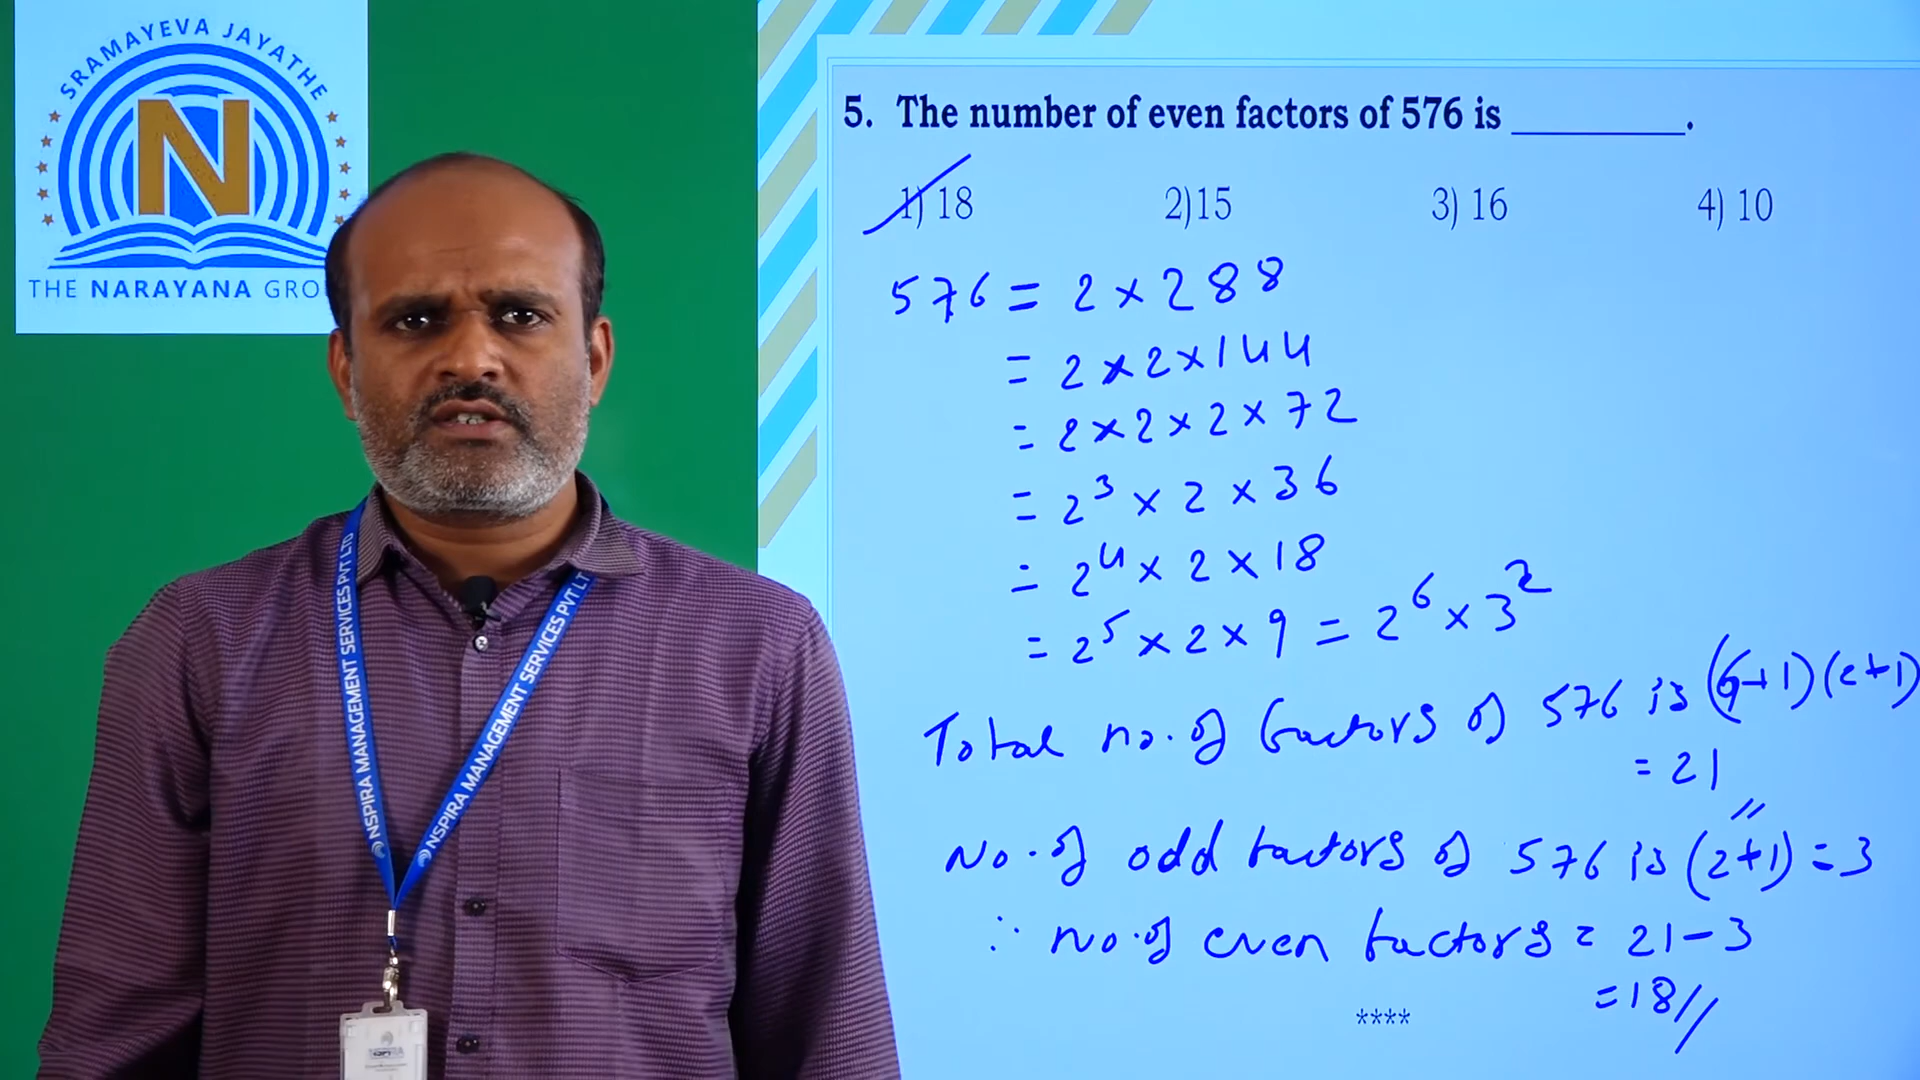 SRAMAYEVA JAYATHE
N
THE NARAYANA GRO
NSPIRA MANAGEMENT SERVICES PVT LTD
NSPIRA MANAGEMENT SERVICES PVT LT
5. The number of even factors of 576 is ________.
1) 18 2)15 3) 16 4) 10
576 = 2 × 288
= 2 × 2 × 144
= 2 × 2 × 2 × 72
= 2³ × 2 × 36
= 2⁴ × 2 × 18
= 2⁵ × 2 × 9 = 2⁶ × 3²
Total no. of factors of 576 is (6+1)(2+1)
= 21
No. of odd factors of 576 is (2+1) = 3
∴ no. of even factors = 21 - 3
= 18//
****